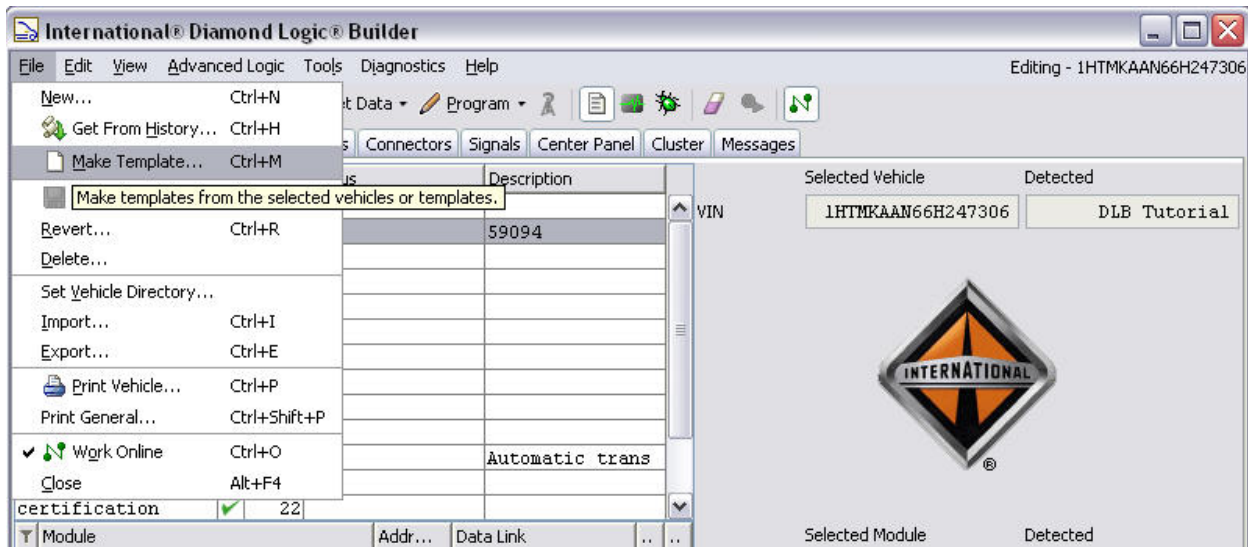 International® Diamond Logic® Builder
File Edit View Advanced Logic Tools Diagnostics Help Editing - 1HTMKAAN66H247306
New... Ctrl+N
t Data Program
Get From History... Ctrl+H
s Connectors Signals Center Panel Cluster Messages
Make Template... Ctrl+M
us Description Selected Vehicle Detected
Make templates from the selected vehicles or templates.
VIN 1HTMKAAN66H247306 DLB Tutorial
Revert... Ctrl+R 59094
Delete...
Set Vehicle Directory...
Import... Ctrl+I
Export... Ctrl+E
INTERNATIONAL
®
Print Vehicle... Ctrl+P
Print General... Ctrl+Shift+P
Work Online Ctrl+O Automatic trans
Close Alt+F4
certification 22
Module Addr... Data Link .. .. Selected Module Detected